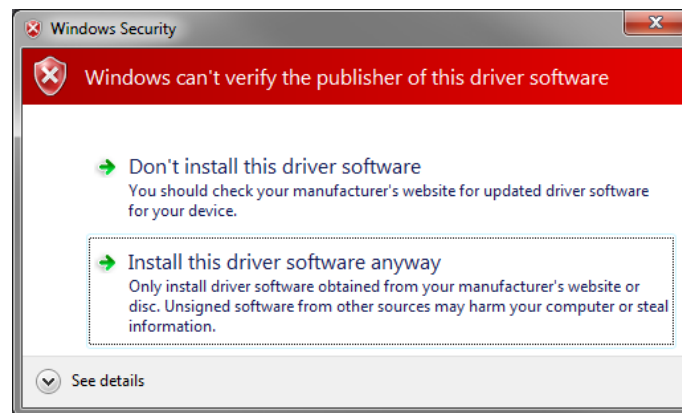 Windows Security
Windows can't verify the publisher of this driver software
Don't install this driver software
You should check your manufacturer's website for updated driver software
for your device.
Install this driver software anyway
Only install driver software obtained from your manufacturer's website or
disc. Unsigned software from other sources may harm your computer or steal
information.
See details